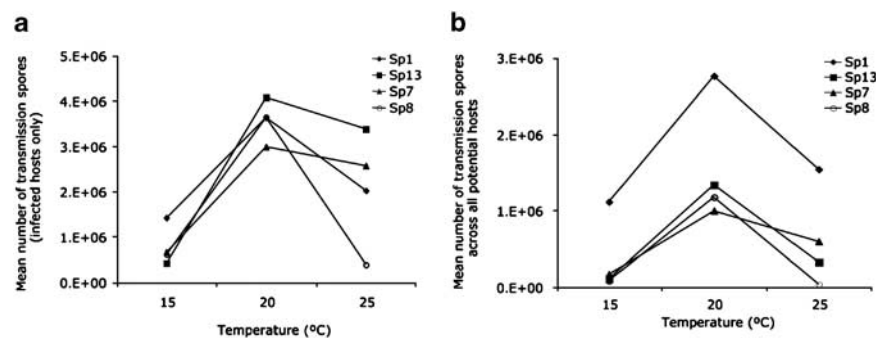 a
5.E+06
4.E+06
3.E+06
2.E+06
1.E+06
0.E+00
Mean number of transmission spores
(infected hosts only)
15 20 25
Temperature (ºC)
Sp1
Sp13
Sp7
Sp8
b
3.E+06
2.E+06
1.E+06
0.E+00
Mean number of transmission spores
across all potential hosts
15 20 25
Temperature (ºC)
Sp1
Sp13
Sp7
Sp8